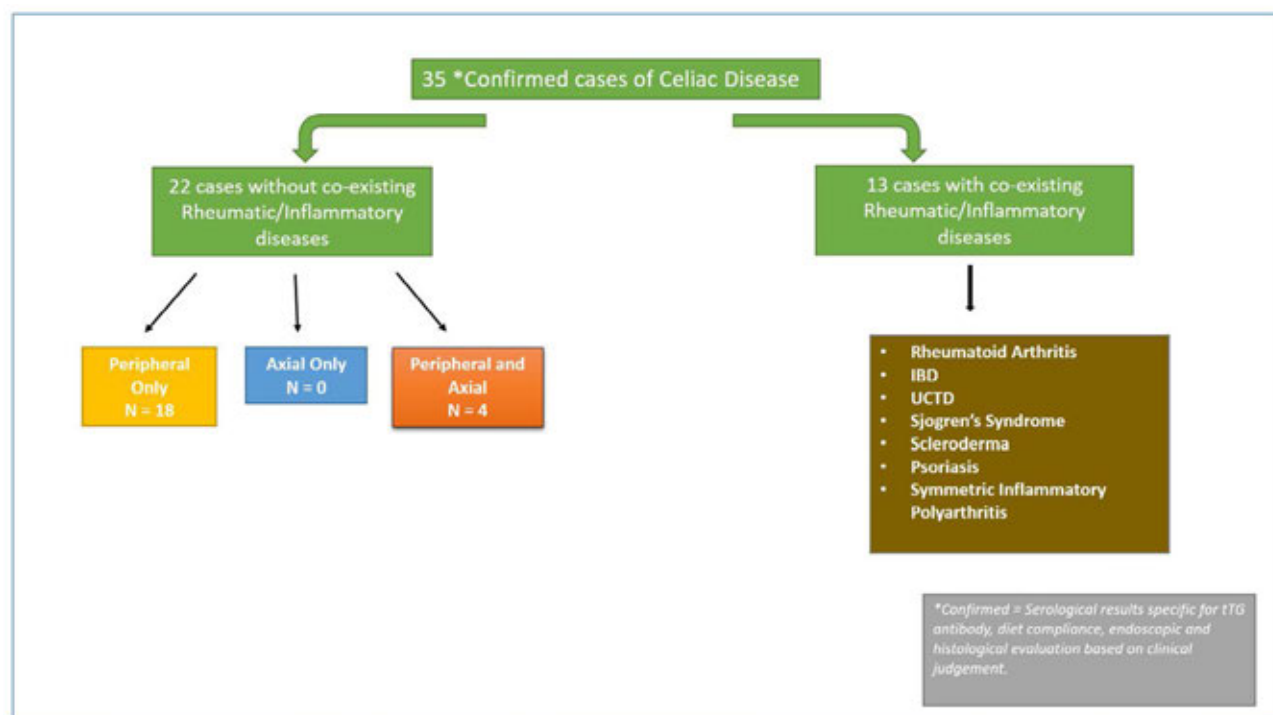 35 *Confirmed cases of Celiac Disease
22 cases without co-existing
Rheumatic/Inflammatory
diseases
13 cases with co-existing
Rheumatic/Inflammatory
diseases
Peripheral
Only
N = 18
Axial Only
N = 0
Peripheral and
Axial
N = 4
• Rheumatoid Arthritis
• IBD
• UCTD
• Sjogren's Syndrome
• Scleroderma
• Psoriasis
• Symmetric Inflammatory
Polyarthritis
*Confirmed = Serological results specific for tTG
antibody, diet compliance, endoscopic and
histological evaluation based on clinical
judgement.